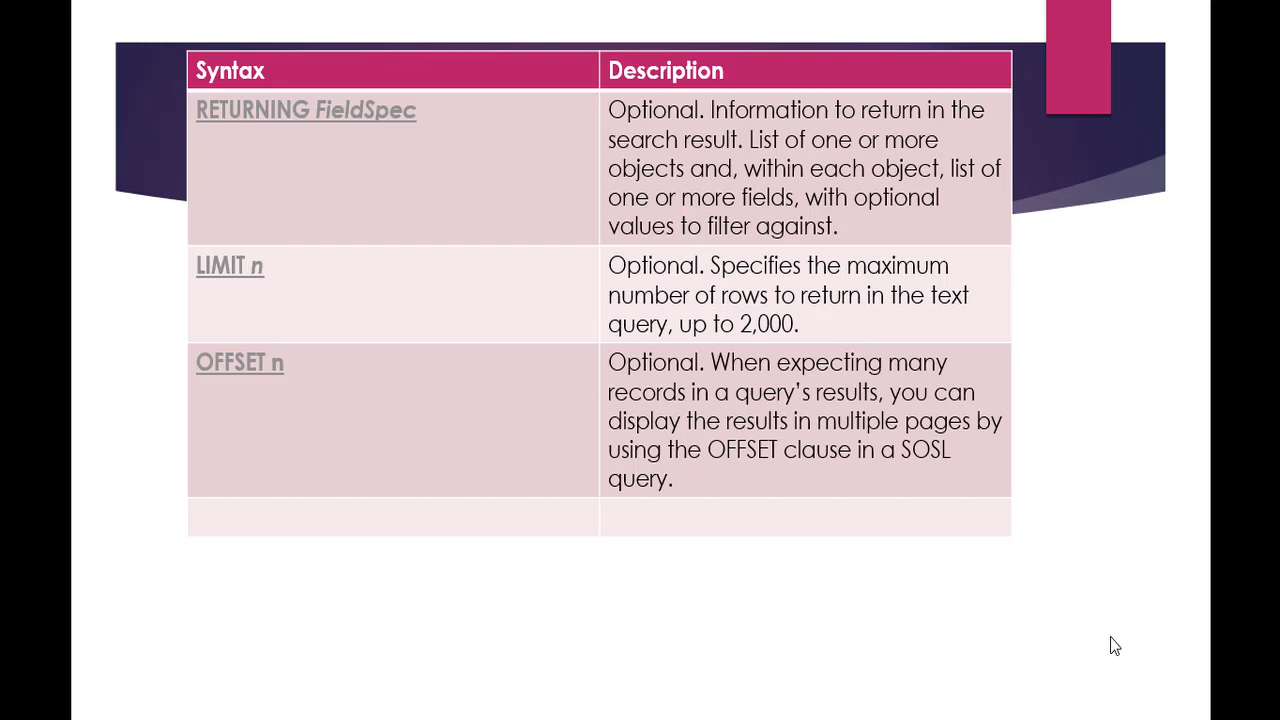 Syntax
Description
RETURNING FieldSpec
Optional. Information to return in the
search result. List of one or more
objects and, within each object, list of
one or more fields, with optional
values to filter against.
LIMIT n
Optional. Specifies the maximum
number of rows to return in the text
query, up to 2,000.
OFFSET n
Optional. When expecting many
records in a query’s results, you can
display the results in multiple pages by
using the OFFSET clause in a SOSL
query.